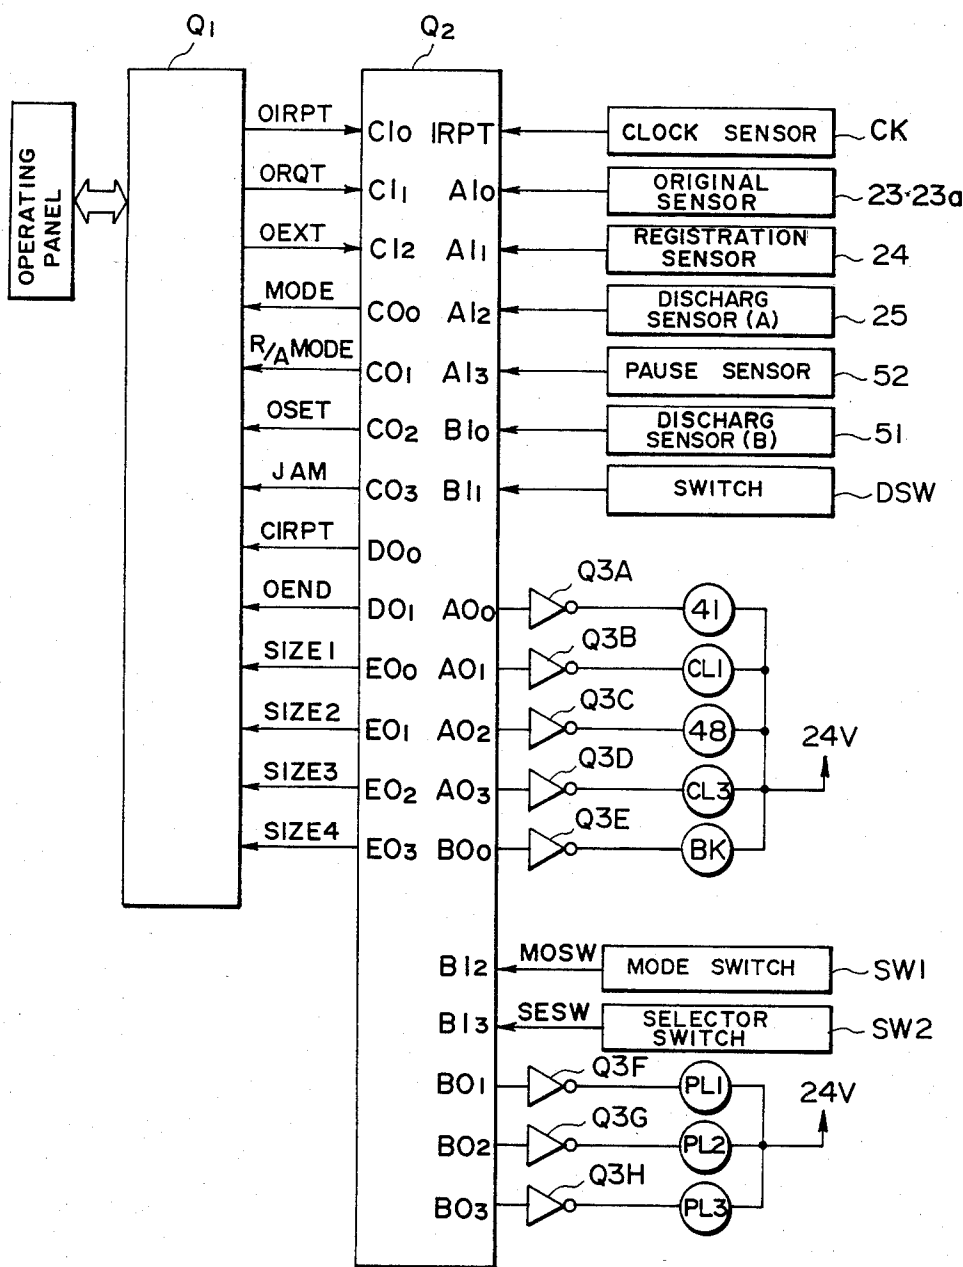 Q1
Q2
OPERATING
PANEL
OIRPT
CI0
IRPT
CLOCK SENSOR
CK
ORQT
CI1
AI0
ORIGINAL
SENSOR
23·23a
OEXT
CI2
AI1
REGISTRATION
SENSOR
24
MODE
CO0
AI2
DISCHARG
SENSOR (A)
25
R/A MODE
CO1
AI3
PAUSE SENSOR
52
OSET
CO2
BI0
DISCHARG
SENSOR (B)
51
JAM
CO3
BI1
SWITCH
DSW
CIRPT
DO0
OEND
DO1
AO0
Q3A
41
SIZE1
EO0
AO1
Q3B
CL1
SIZE2
EO1
AO2
Q3C
48
24V
SIZE3
EO2
AO3
Q3D
CL3
SIZE4
EO3
BO0
Q3E
BK
BI2
MOSW
MODE SWITCH
SW1
BI3
SESW
SELECTOR
SWITCH
SW2
BO1
Q3F
PL1
24V
BO2
Q3G
PL2
BO3
Q3H
PL3